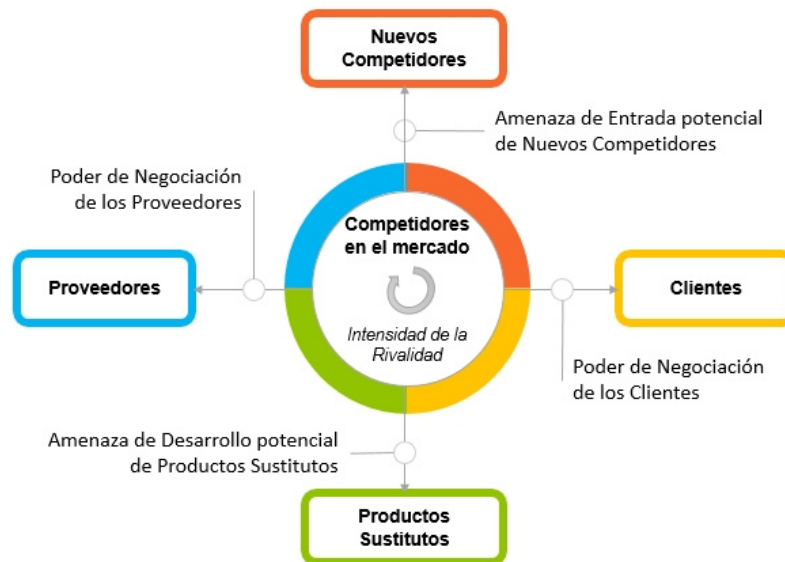 Nuevos
Competidores
Amenaza de Entrada potencial
de Nuevos Competidores
Poder de Negociación
de los Proveedores
Competidores
en el mercado
Proveedores
Clientes
Intensidad de la
Rivalidad
Poder de Negociación
de los Clientes
Amenaza de Desarrollo potencial
de Productos Sustitutos
Productos
Sustitutos